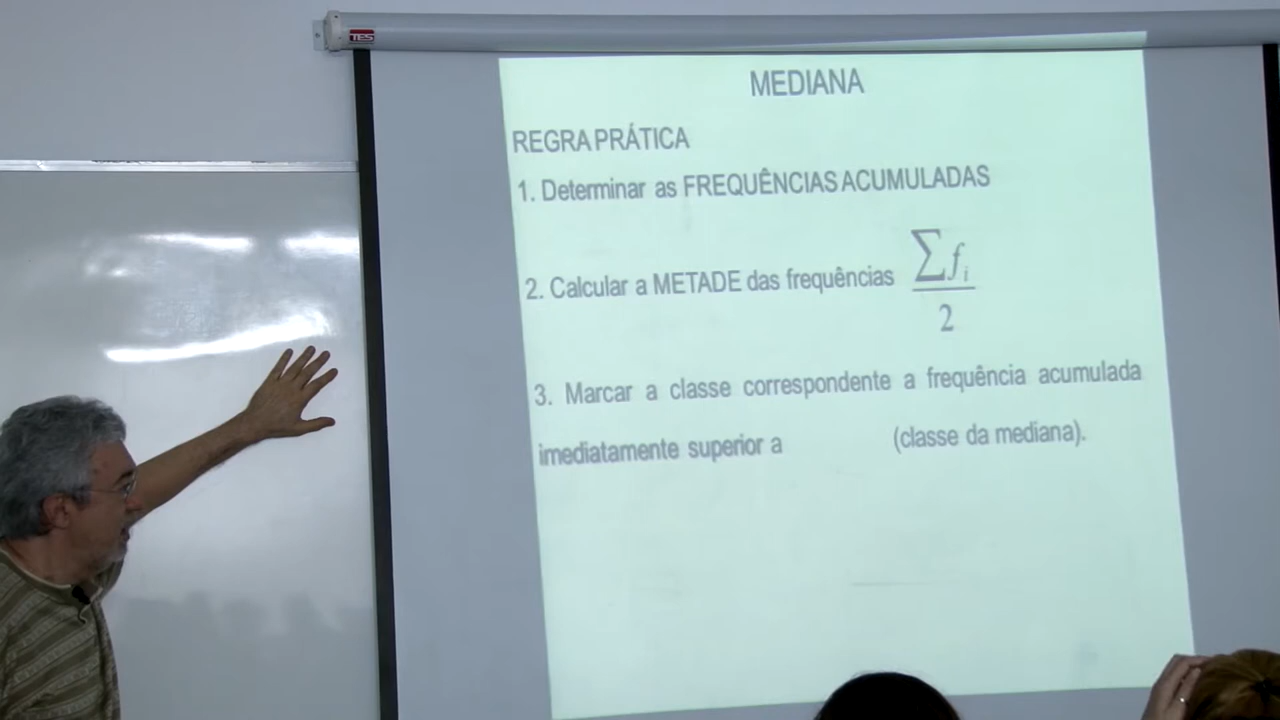 TES
MEDIANA
REGRA PRÁTICA
1. Determinar as FREQUÊNCIAS ACUMULADAS
2. Calcular a METADE das frequências ∑fᵢ / 2
3. Marcar a classe correspondente a frequência acumulada
imediatamente superior a (classe da mediana).